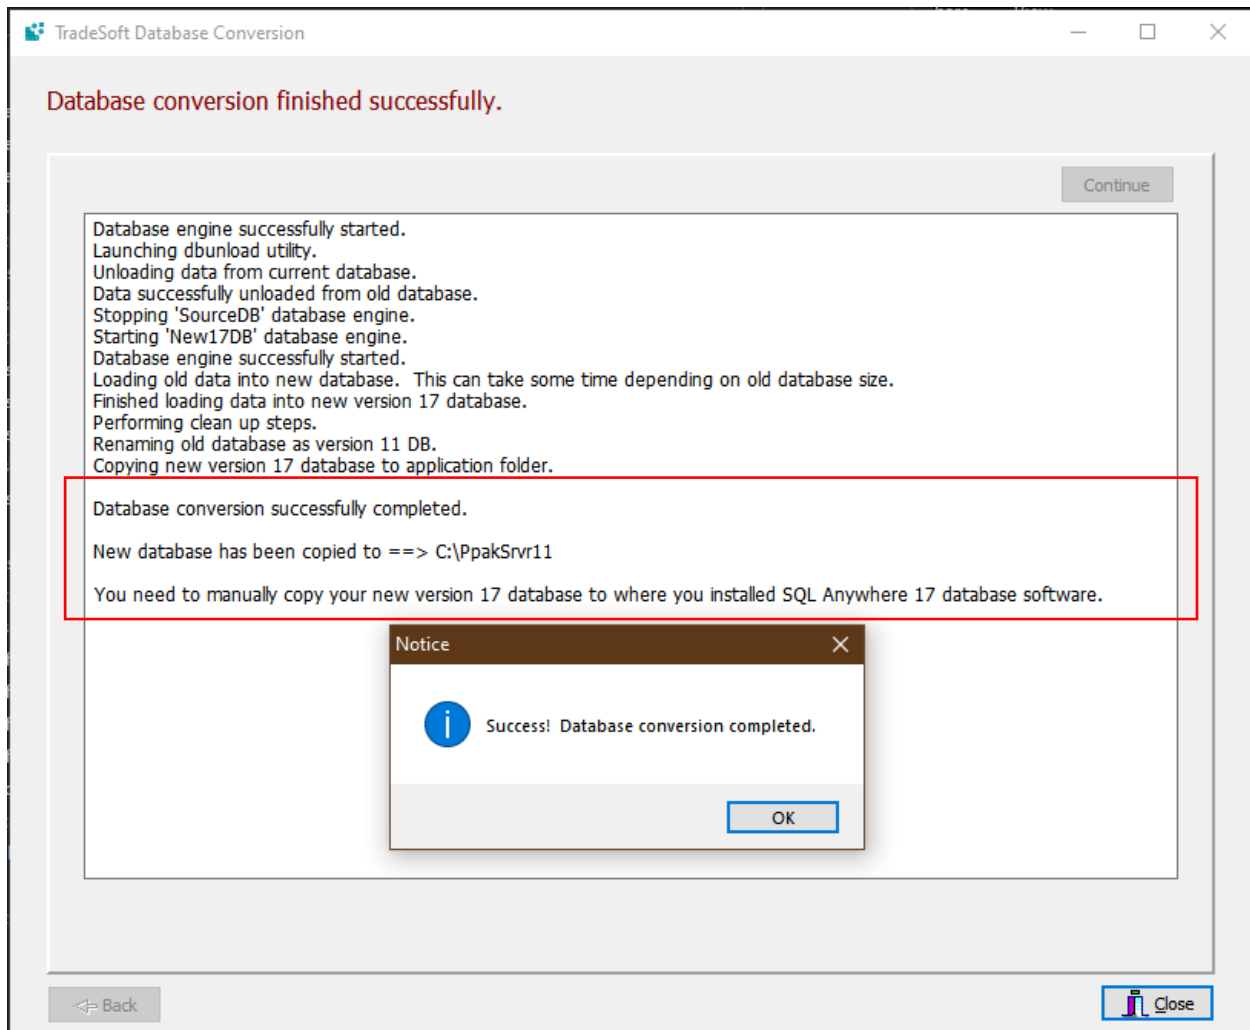 TradeSoft Database Conversion
Database conversion finished successfully.
Continue
Database engine successfully started.
Launching dbunload utility.
Unloading data from current database.
Data successfully unloaded from old database.
Stopping 'SourceDB' database engine.
Starting 'New17DB' database engine.
Database engine successfully started.
Loading old data into new database.  This can take some time depending on old database size.
Finished loading data into new version 17 database.
Performing clean up steps.
Renaming old database as version 11 DB.
Copying new version 17 database to application folder.
Database conversion successfully completed.
New database has been copied to ==> C:\PpakSrvr11
You need to manually copy your new version 17 database to where you installed SQL Anywhere 17 database software.
Notice
Success!  Database conversion completed.
OK
Back
Close